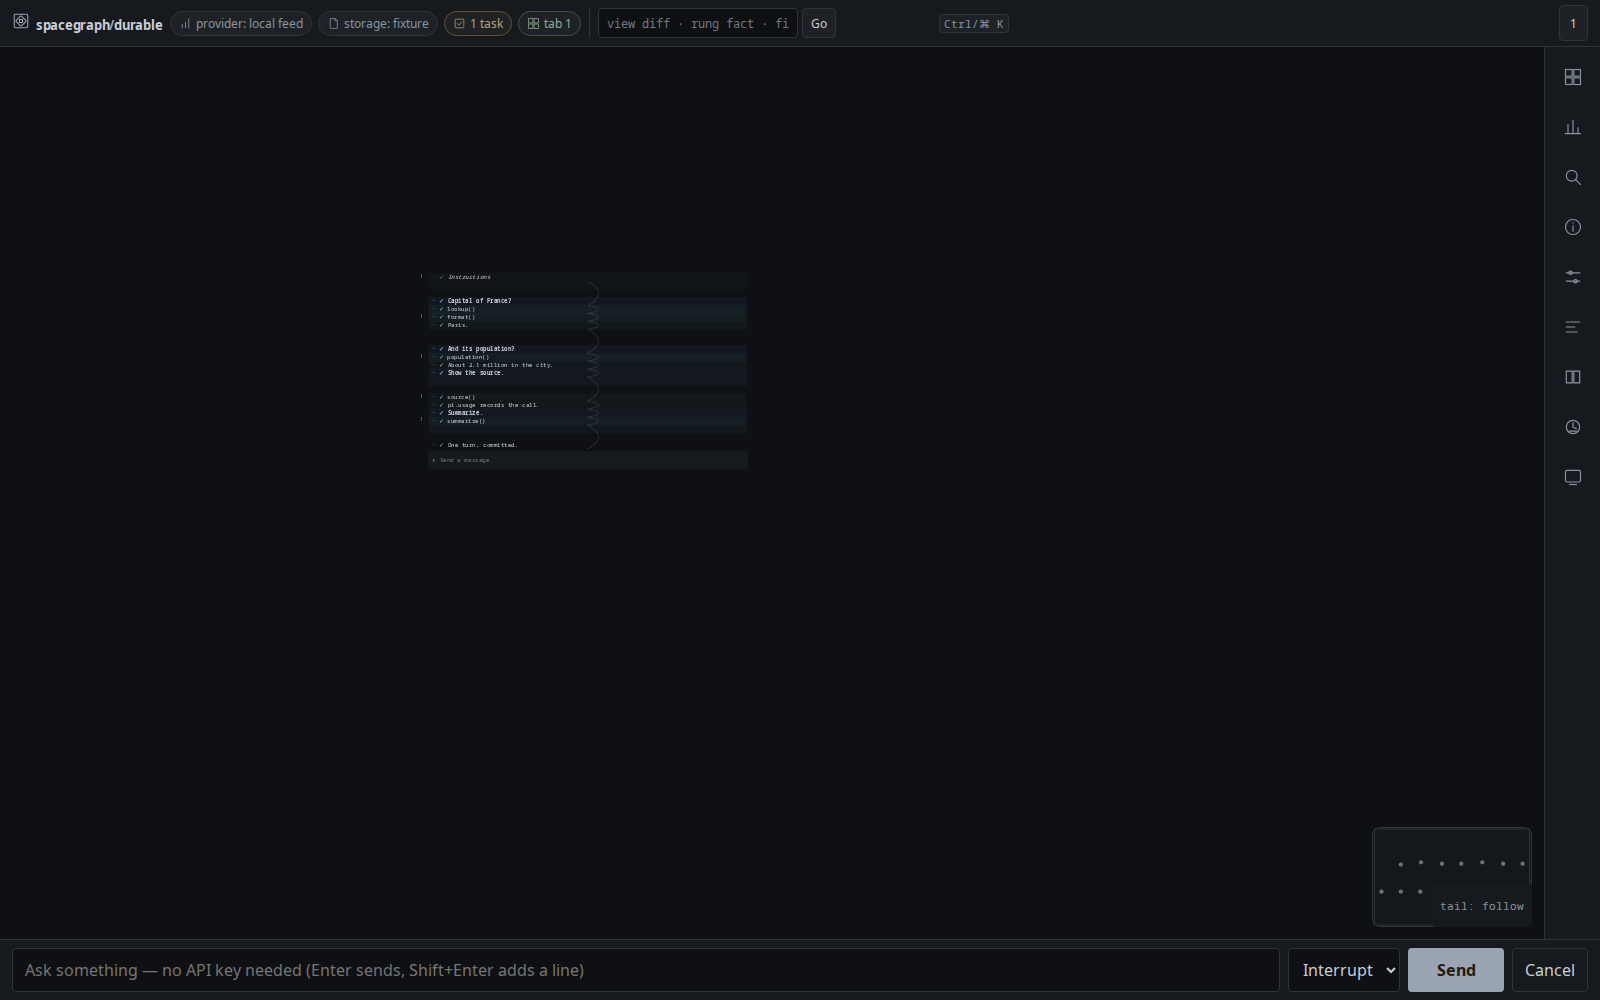 spacegraph/durable
provider: local feed
storage: fixture
1 task
tab 1
view diff · rung fact · fi
Go
Ctrl/⌘ K
1
✓ Instructions
✓ Capital of France?
✓ lookup()
✓ format()
✓ Paris.
✓ And its population?
✓ population()
✓ About 2.1 million in the city.
✓ Show the source.
✓ source()
✓ pi.usage records the call.
✓ Summarize.
✓ summarize()
✓ One turn, committed.
Send a message
tail: follow
Ask something — no API key needed (Enter sends, Shift+Enter adds a line)
Interrupt
Send
Cancel